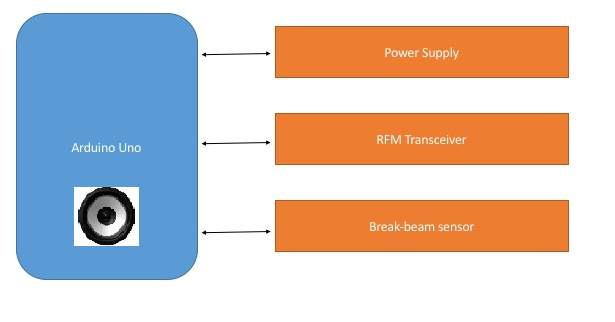 Power Supply
RFM Transceiver
Arduino Uno
Break-beam sensor